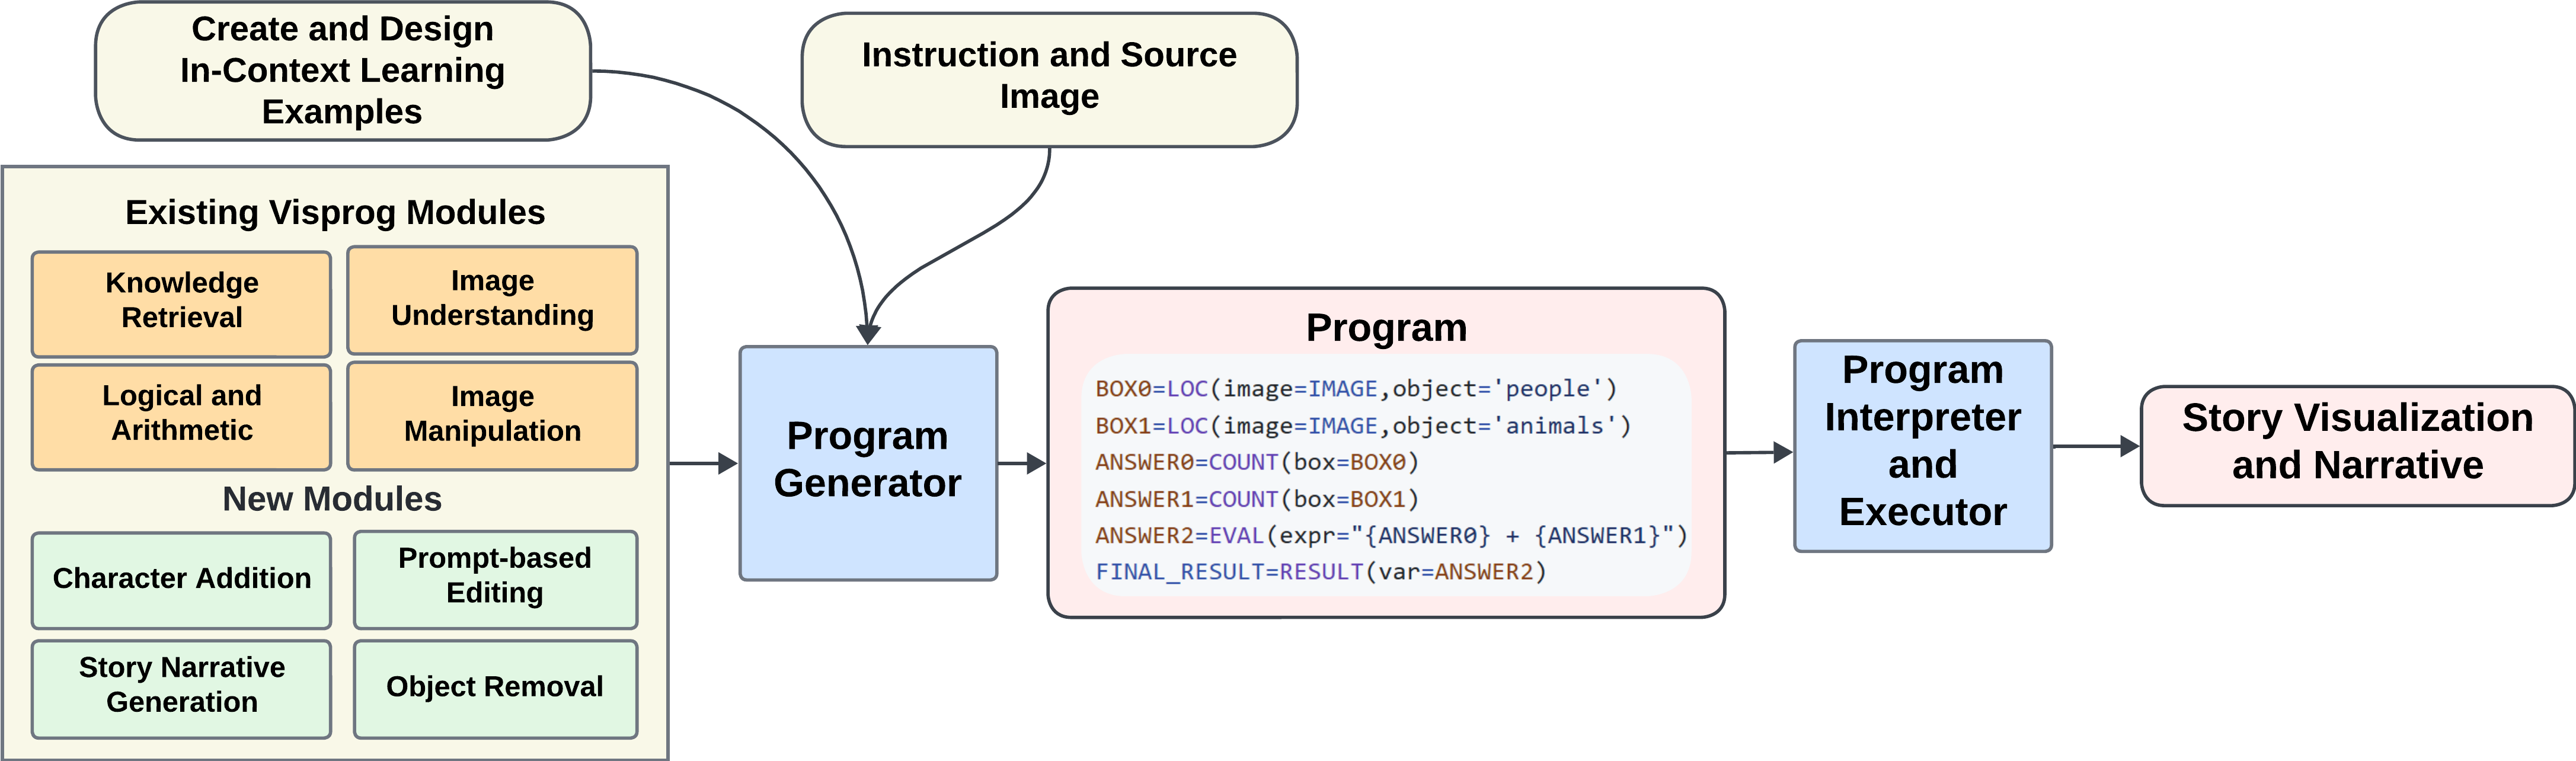 Create and Design
In-Context Learning
Examples
Instruction and Source
Image
Existing Visprog Modules
Knowledge
Retrieval
Image
Understanding
Logical and
Arithmetic
Image
Manipulation
New Modules
Character Addition
Prompt-based
Editing
Story Narrative
Generation
Object Removal
Program
Generator
Program
BOX0=LOC(image=IMAGE,object='people')
BOX1=LOC(image=IMAGE,object='animals')
ANSWER0=COUNT(box=BOX0)
ANSWER1=COUNT(box=BOX1)
ANSWER2=EVAL(expr="{ANSWER0} + {ANSWER1}")
FINAL_RESULT=RESULT(var=ANSWER2)
Program
Interpreter
and
Executor
Story Visualization
and Narrative